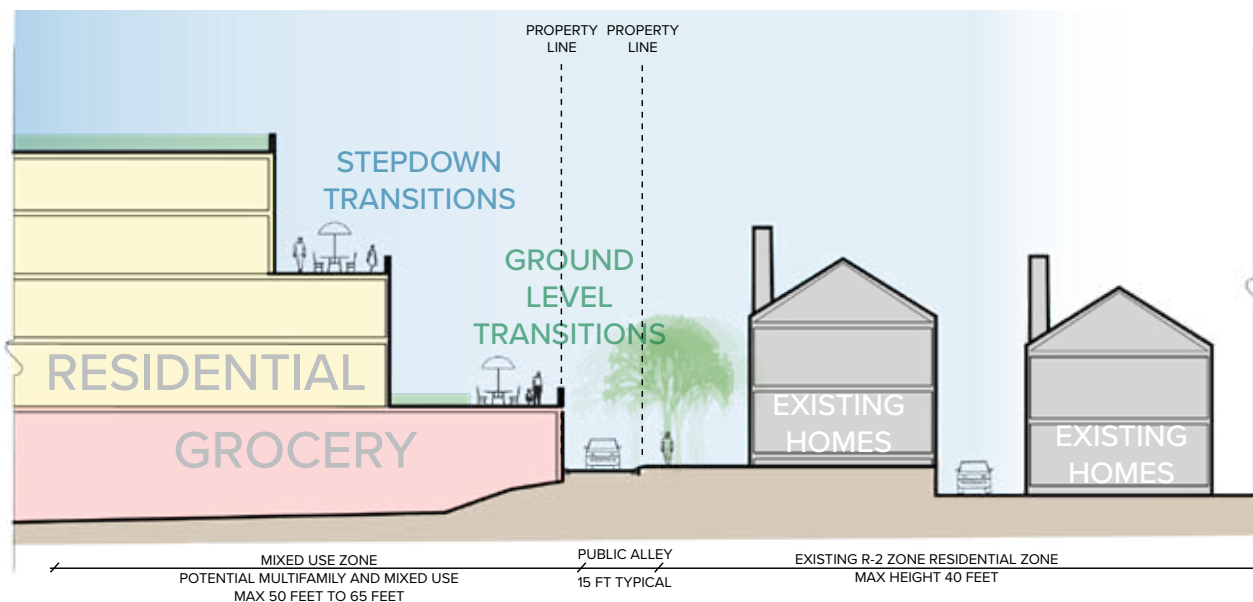 PROPERTY LINE
PROPERTY LINE
STEPDOWN
TRANSITIONS
GROUND
LEVEL
TRANSITIONS
RESIDENTIAL
GROCERY
EXISTING
HOMES
EXISTING
HOMES
MIXED USE ZONE
POTENTIAL MULTIFAMILY AND MIXED USE
MAX 50 FEET TO 65 FEET
PUBLIC ALLEY
15 FT TYPICAL
EXISTING R-2 ZONE RESIDENTIAL ZONE
MAX HEIGHT 40 FEET